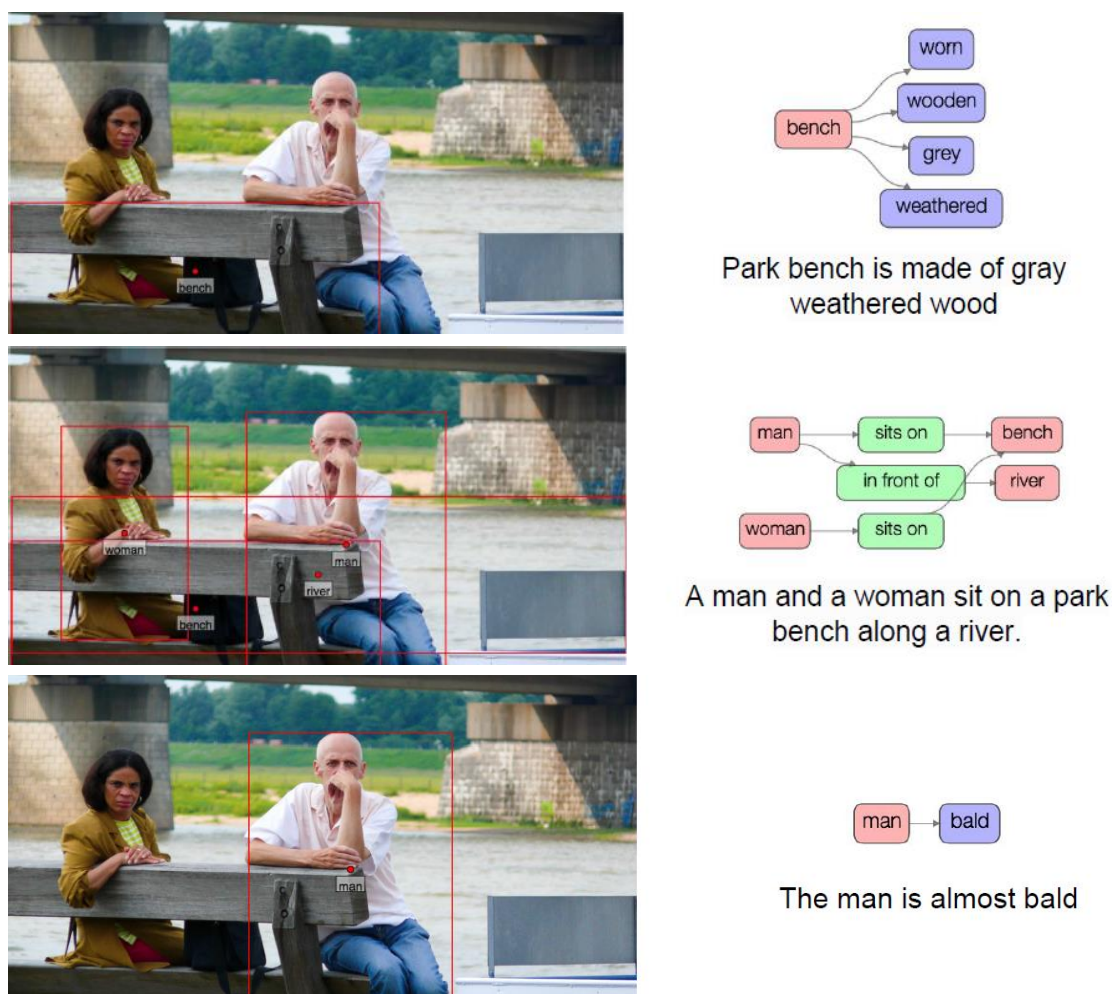 bench
worn
wooden
bench
grey
weathered
Park bench is made of gray
weathered wood
woman
man
river
bench
man
sits on
bench
in front of
river
woman
sits on
A man and a woman sit on a park
bench along a river.
man
man
bald
The man is almost bald